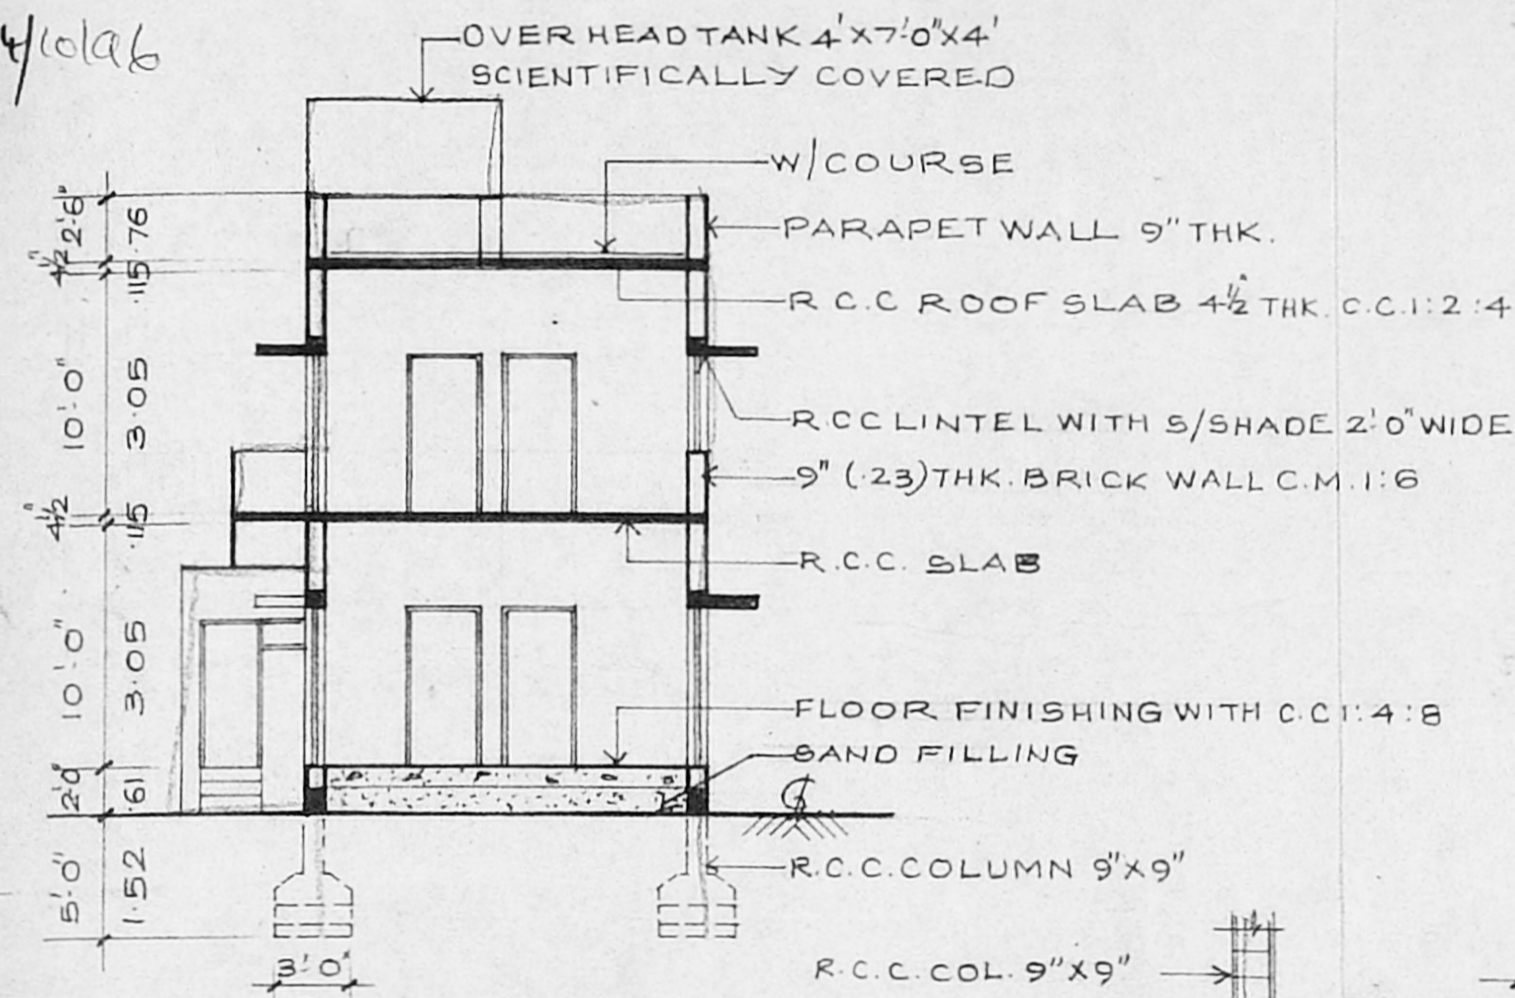 4/10/96
OVER HEAD TANK 4'X7'-0"X4'
SCIENTIFICALLY COVERED
W/COURSE
PARAPET WALL 9" THK.
R.C.C ROOF SLAB 4½" THK. C.C.1:2:4
R.C.C LINTEL WITH S/SHADE 2'-0" WIDE
9" (.23) THK. BRICK WALL C.M.1:6
R.C.C. SLAB
FLOOR FINISHING WITH C.C 1:4:8
SAND FILLING
G
R.C.C. COLUMN 9"X9"
R.C.C. COL. 9"X9"
2'-6" .76
4½" .115
10'-0" 3.05
4½" .115
10'-0" 3.05
2'-0" .61
5'-0" 1.52
3'-0"